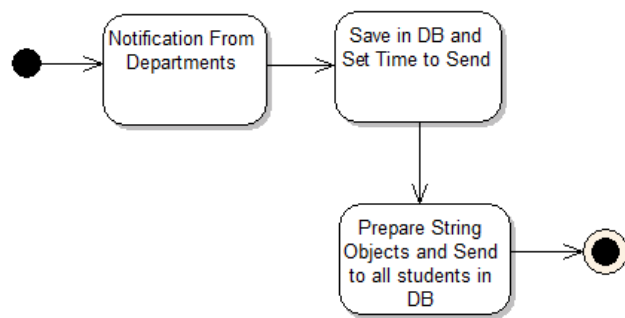 Notification From
Departments
Save in DB and
Set Time to Send
Prepare String
Objects and Send
to all students in
DB